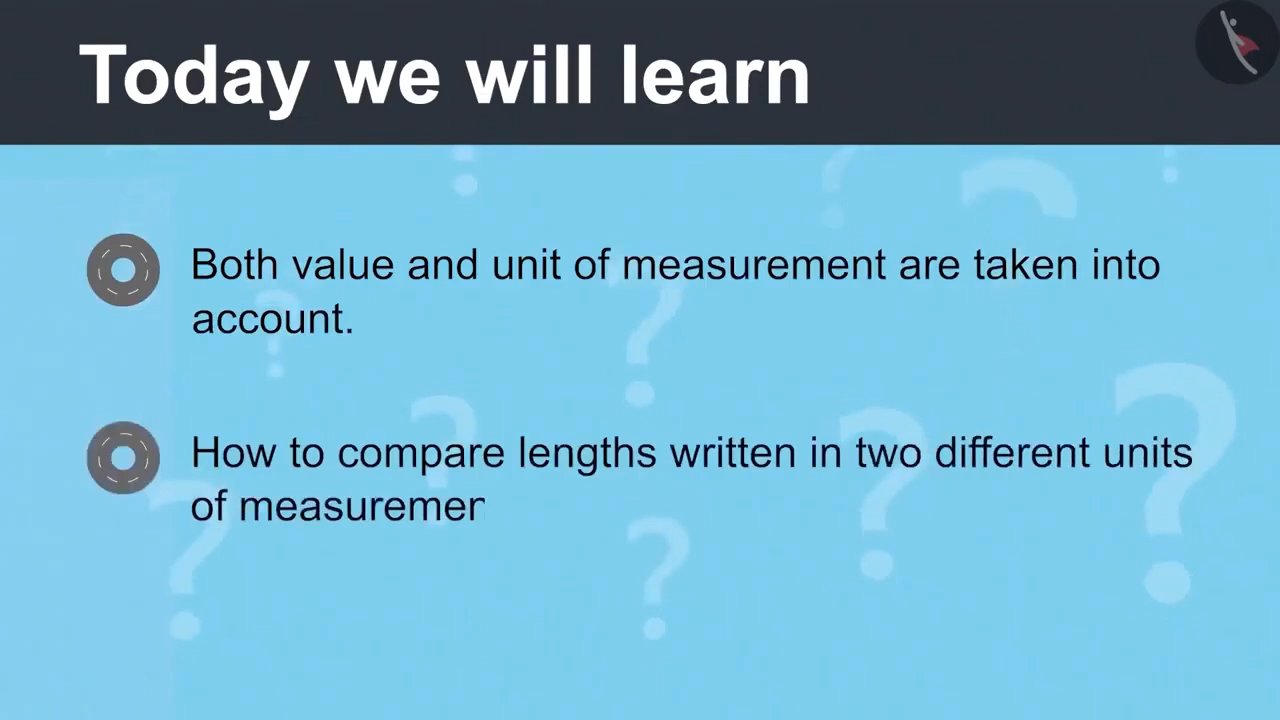 Today we will learn
Both value and unit of measurement are taken into
account.
How to compare lengths written in two different units
of measuremen